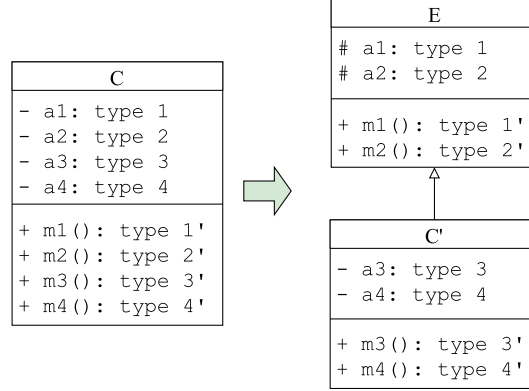 C
- a1: type 1
- a2: type 2
- a3: type 3
- a4: type 4
+ m1(): type 1'
+ m2(): type 2'
+ m3(): type 3'
+ m4(): type 4'
E
# a1: type 1
# a2: type 2
+ m1(): type 1'
+ m2(): type 2'
C'
- a3: type 3
- a4: type 4
+ m3(): type 3'
+ m4(): type 4'